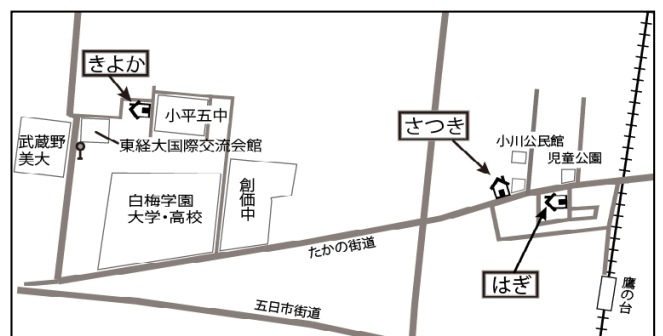 きよか
小平五中
武蔵野
美大
東経大国際交流会館
さつき
小川公民館
児童公園
白梅学園
大学・高校
創価中
たかの街道
はぎ
鷹の台
五日市街道